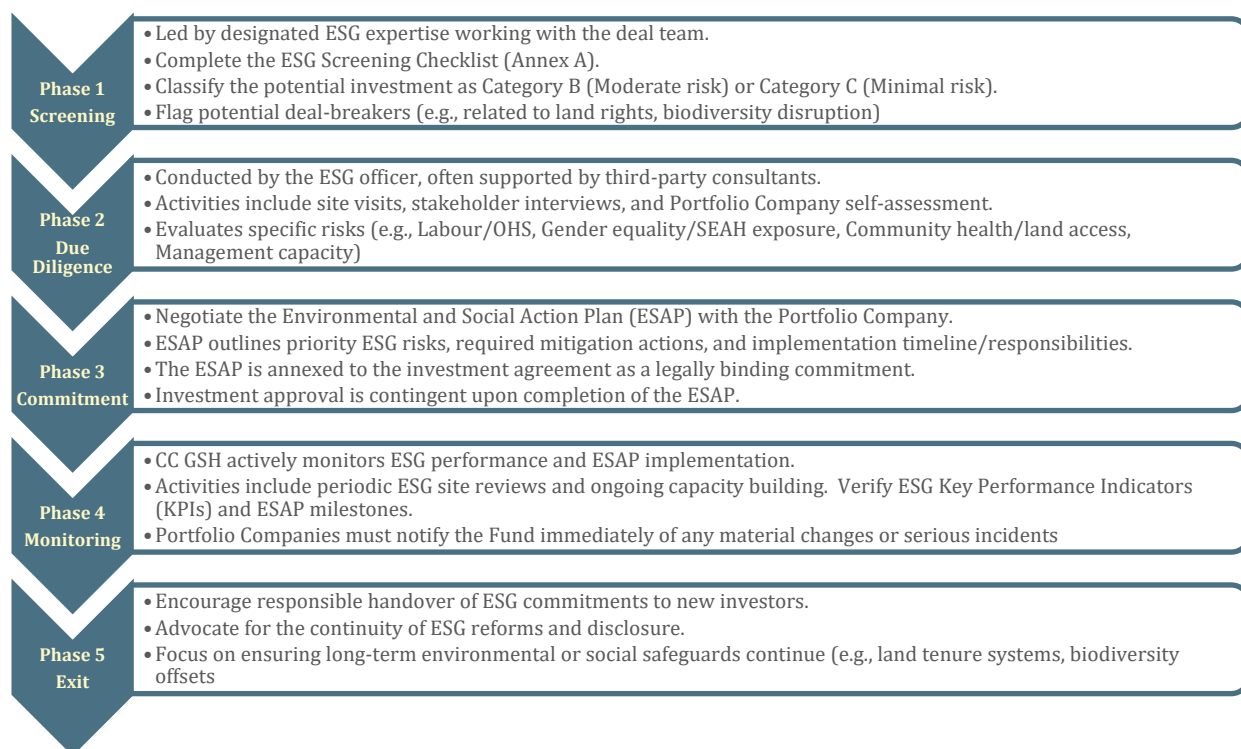 Phase 1
Screening
• Led by designated ESG expertise working with the deal team.
• Complete the ESG Screening Checklist (Annex A).
• Classify the potential investment as Category B (Moderate risk) or Category C (Minimal risk).
• Flag potential deal-breakers (e.g., related to land rights, biodiversity disruption)
Phase 2
Due
Diligence
• Conducted by the ESG officer, often supported by third-party consultants.
• Activities include site visits, stakeholder interviews, and Portfolio Company self-assessment.
• Evaluates specific risks (e.g., Labour/OHS, Gender equality/SEAH exposure, Community health/land access,
Management capacity)
Phase 3
Commitment
• Negotiate the Environmental and Social Action Plan (ESAP) with the Portfolio Company.
• ESAP outlines priority ESG risks, required mitigation actions, and implementation timeline/responsibilities.
• The ESAP is annexed to the investment agreement as a legally binding commitment.
• Investment approval is contingent upon completion of the ESAP.
Phase 4
Monitoring
• CC GSH actively monitors ESG performance and ESAP implementation.
• Activities include periodic ESG site reviews and ongoing capacity building. Verify ESG Key Performance Indicators
(KPIs) and ESAP milestones.
• Portfolio Companies must notify the Fund immediately of any material changes or serious incidents
Phase 5
Exit
• Encourage responsible handover of ESG commitments to new investors.
• Advocate for the continuity of ESG reforms and disclosure.
• Focus on ensuring long-term environmental or social safeguards continue (e.g., land tenure systems, biodiversity
offsets